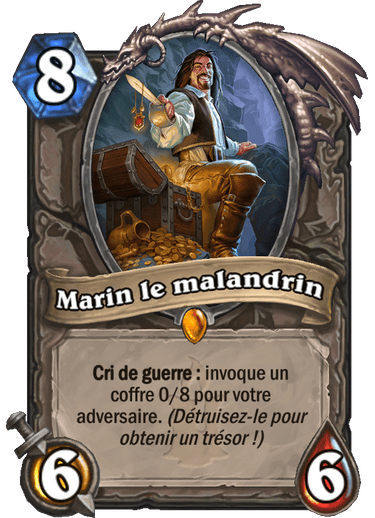 8
Marin le malandrin
Cri de guerre : invoque un
coffre 0/8 pour votre
adversaire. (Détruisez-le pour
obtenir un trésor !)
6
6